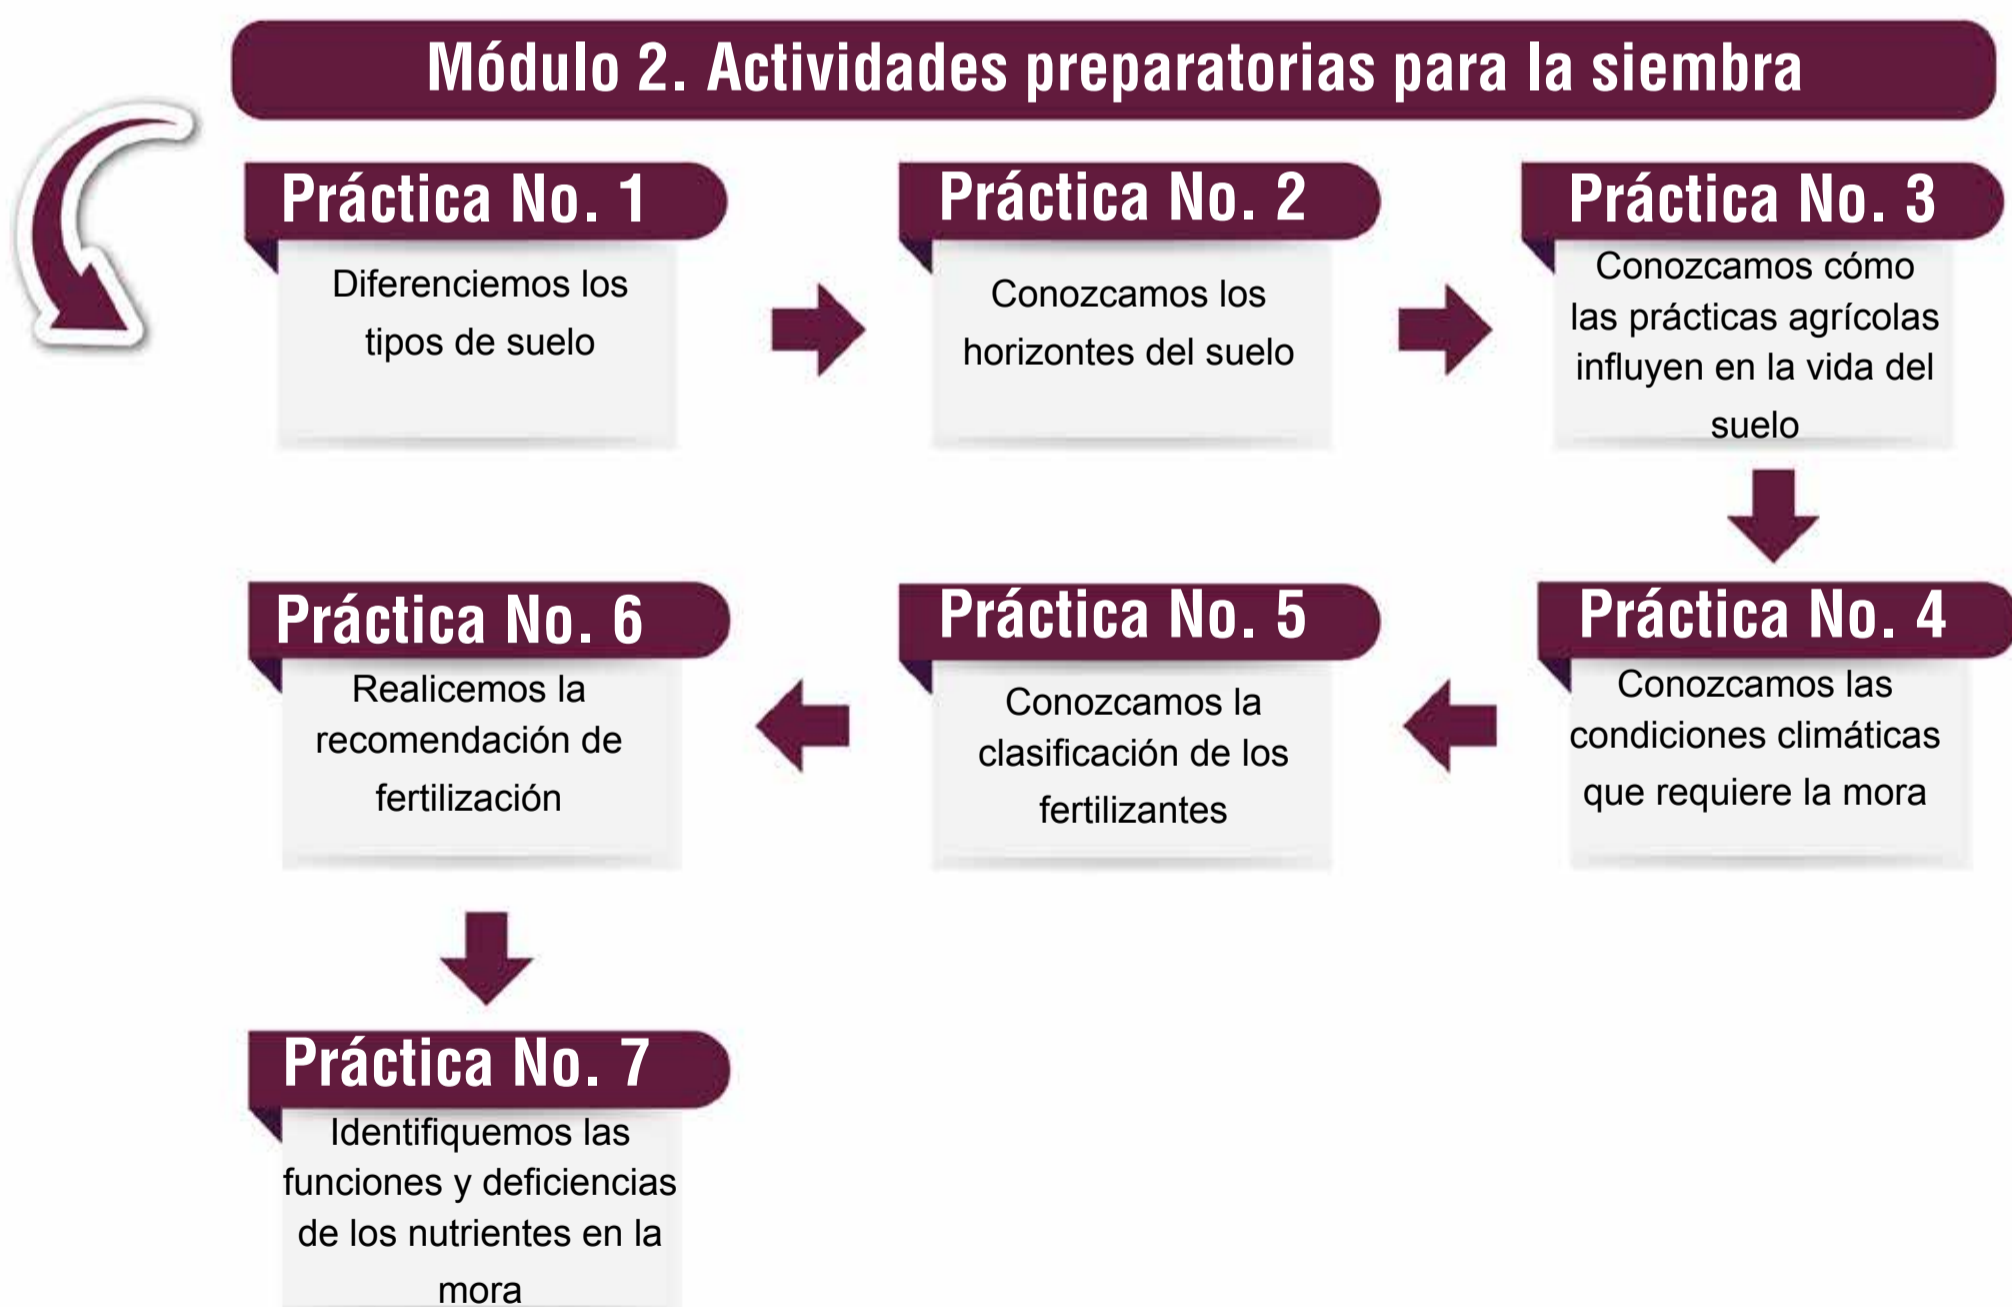 Módulo 2. Actividades preparatorias para la siembra
Práctica No. 1
Diferenciemos los
tipos de suelo
Práctica No. 2
Conozcamos los
horizontes del suelo
Práctica No. 3
Conozcamos cómo
las prácticas agrícolas
influyen en la vida del
suelo
Práctica No. 4
Conozcamos las
condiciones climáticas
que requiere la mora
Práctica No. 5
Conozcamos la
clasificación de los
fertilizantes
Práctica No. 6
Realicemos la
recomendación de
fertilización
Práctica No. 7
Identifiquemos las
funciones y deficiencias
de los nutrientes en la
mora